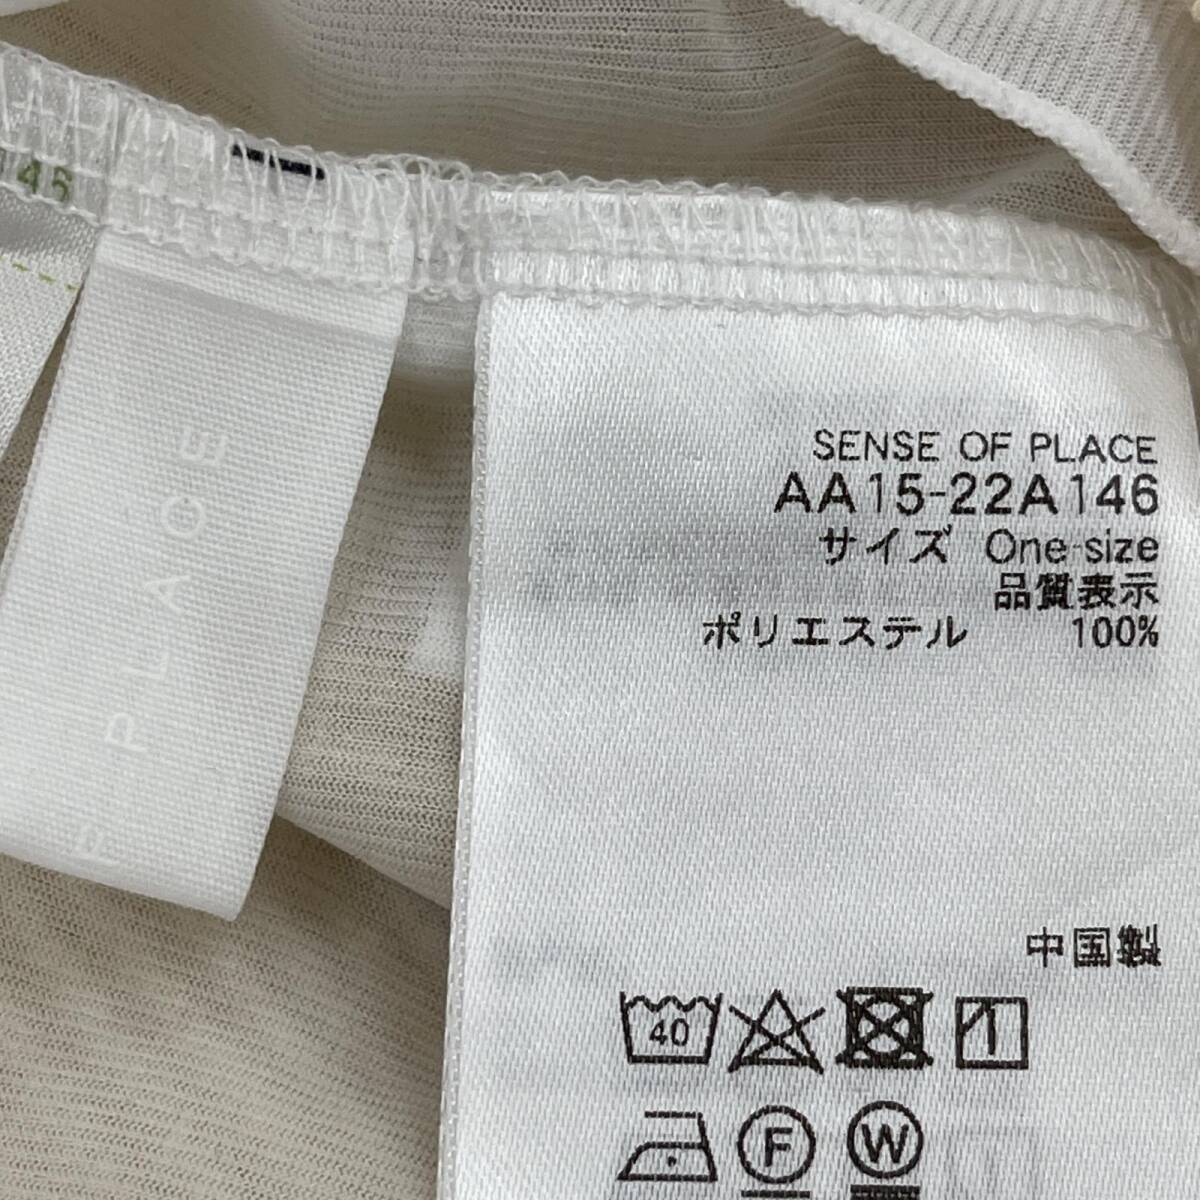 45
PLACE
SENSE OF PLACE
AA15-22A146
サイズ One-size
品質表示
ポリエステル 100%
中国製
40
F W